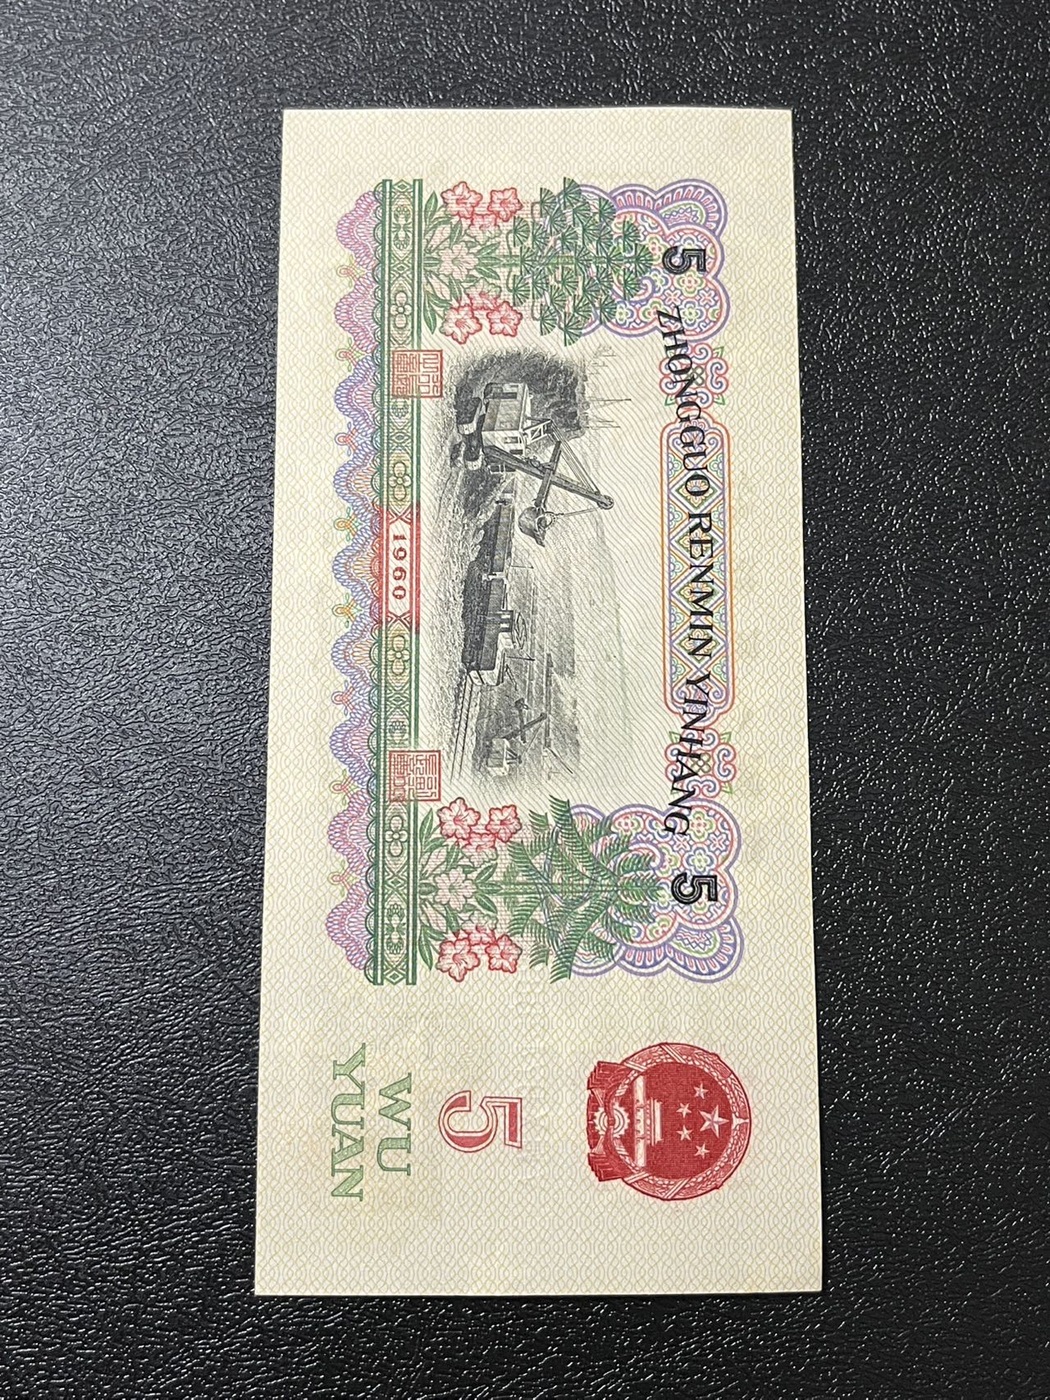 5 ZHONGGUO RENMIN YINHANG 5
1960
5
WU
YUAN